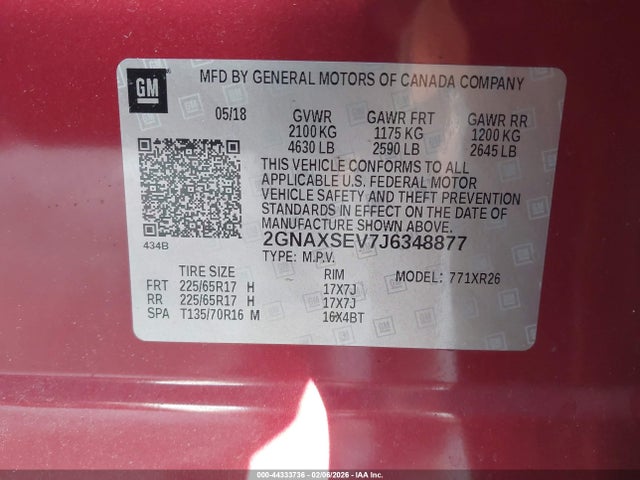 GM
MFD BY GENERAL MOTORS OF CANADA COMPANY
05/18 GVWR GAWR FRT GAWR RR
2100 KG 1175 KG 1200 KG
4630 LB 2590 LB 2645 LB
THIS VEHICLE CONFORMS TO ALL
APPLICABLE U.S. FEDERAL MOTOR
VEHICLE SAFETY AND THEFT PREVENTION
STANDARDS IN EFFECT ON THE DATE OF
MANUFACTURE SHOWN ABOVE.
434B
2GNAXSEV7J6348877
TYPE: M.P.V.
TIRE SIZE RIM MODEL: 771XR26
FRT 225/65R17 H 17X7J
RR 225/65R17 H 17X7J
SPA T135/70R16 M 16X4BT
000-44333736 - 02/06/2026 - IAA Inc.